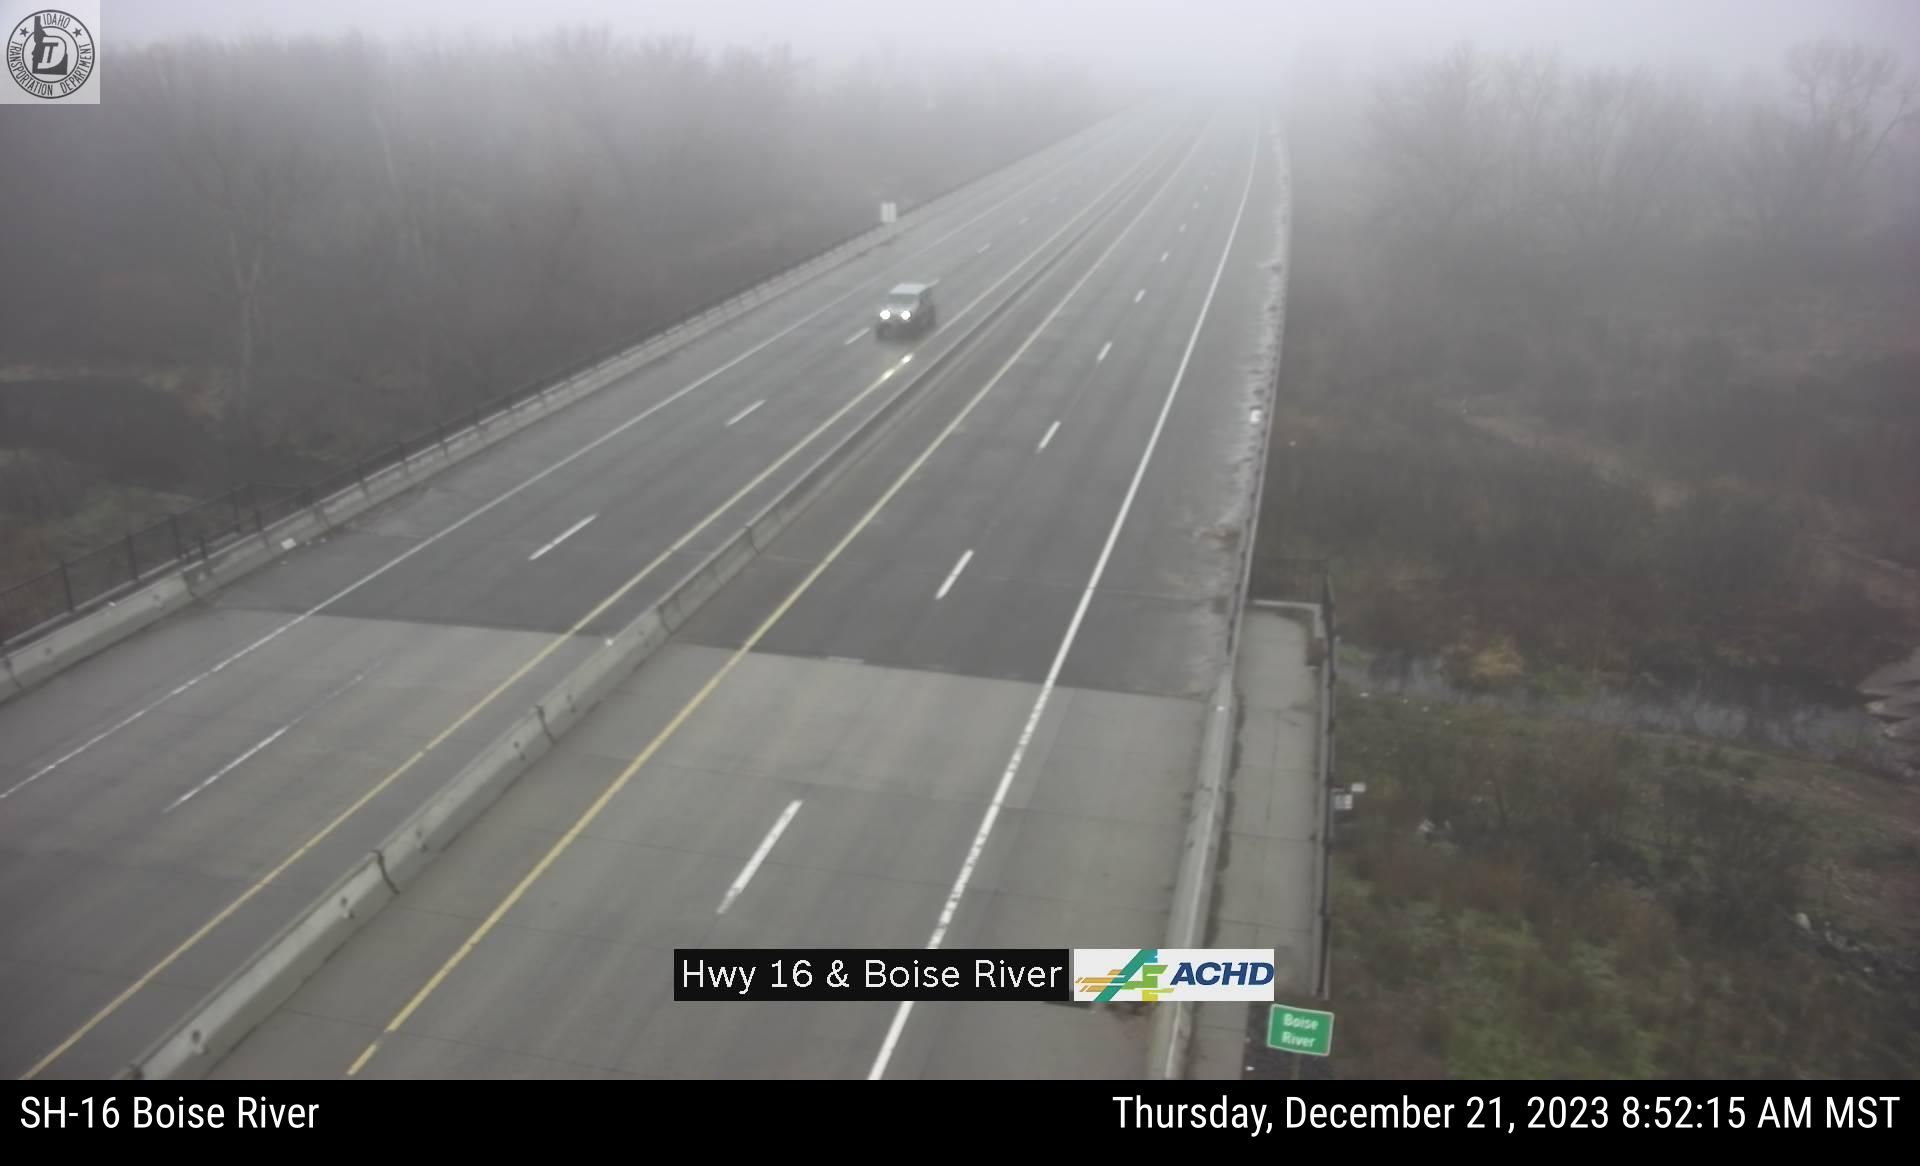 IDAHO
TRANSPORTATION DEPARTMENT
Hwy 16 & Boise River
ACHD
Boise
River
SH-16 Boise River
Thursday, December 21, 2023 8:52:15 AM MST